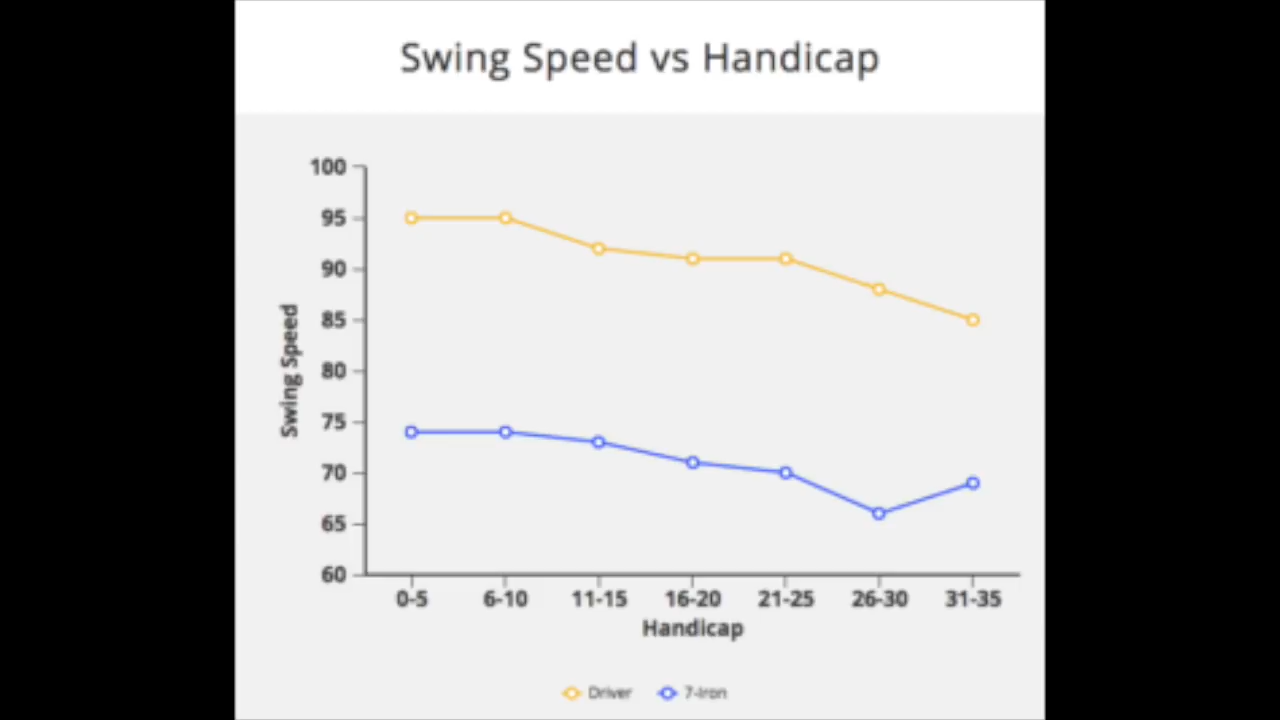 Swing Speed vs Handicap
100
95
90
85
80
75
70
65
60
Swing Speed
0-5 6-10 11-15 16-20 21-25 26-30 31-35
Handicap
Driver 7-Iron